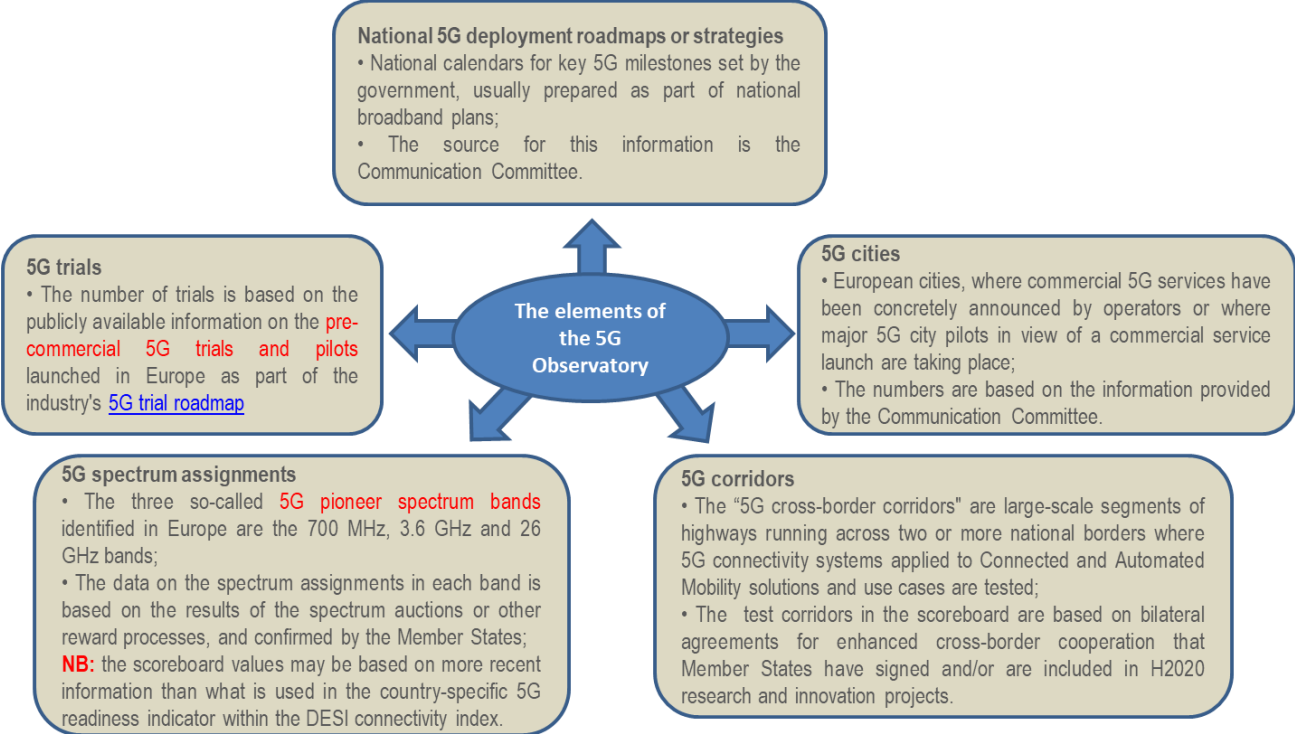 National 5G deployment roadmaps or strategies
• National calendars for key 5G milestones set by the
government, usually prepared as part of national
broadband plans;
• The source for this information is the
Communication Committee.
5G trials
• The number of trials is based on the
publicly available information on the pre-
commercial 5G trials and pilots
launched in Europe as part of the
industry's 5G trial roadmap
The elements of
the 5G
Observatory
5G cities
• European cities, where commercial 5G services have
been concretely announced by operators or where
major 5G city pilots in view of a commercial service
launch are taking place;
• The numbers are based on the information provided
by the Communication Committee.
5G spectrum assignments
• The three so-called 5G pioneer spectrum bands
identified in Europe are the 700 MHz, 3.6 GHz and 26
GHz bands;
• The data on the spectrum assignments in each band is
based on the results of the spectrum auctions or other
reward processes, and confirmed by the Member States;
NB: the scoreboard values may be based on more recent
information than what is used in the country-specific 5G
readiness indicator within the DESI connectivity index.
5G corridors
• The “5G cross-border corridors" are large-scale segments of
highways running across two or more national borders where
5G connectivity systems applied to Connected and Automated
Mobility solutions and use cases are tested;
• The test corridors in the scoreboard are based on bilateral
agreements for enhanced cross-border cooperation that
Member States have signed and/or are included in H2020
research and innovation projects.